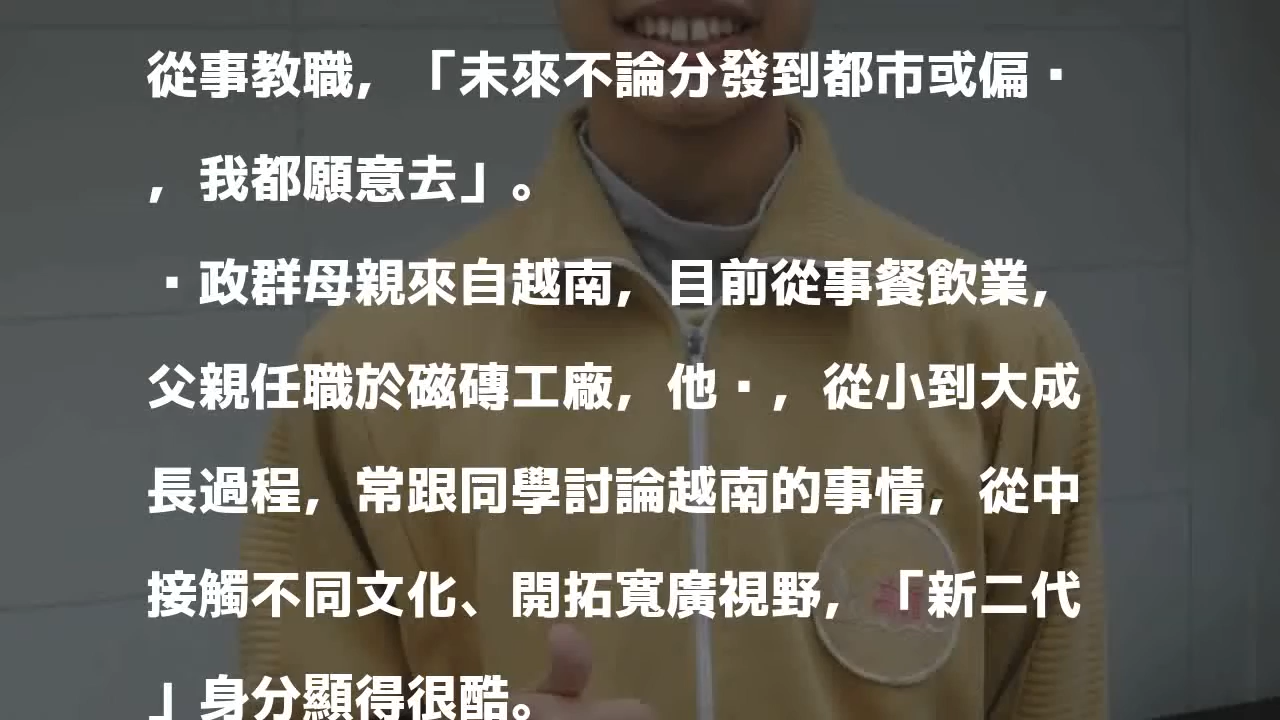 從事教職，「未來不論分發到都市或偏·
，我都願意去」。
·政群母親來自越南，目前從事餐飲業，
父親任職於磁磚工廠，他·，從小到大成
長過程，常跟同學討論越南的事情，從中
接觸不同文化、開拓寬廣視野，「新二代
」身分顯得很酷。